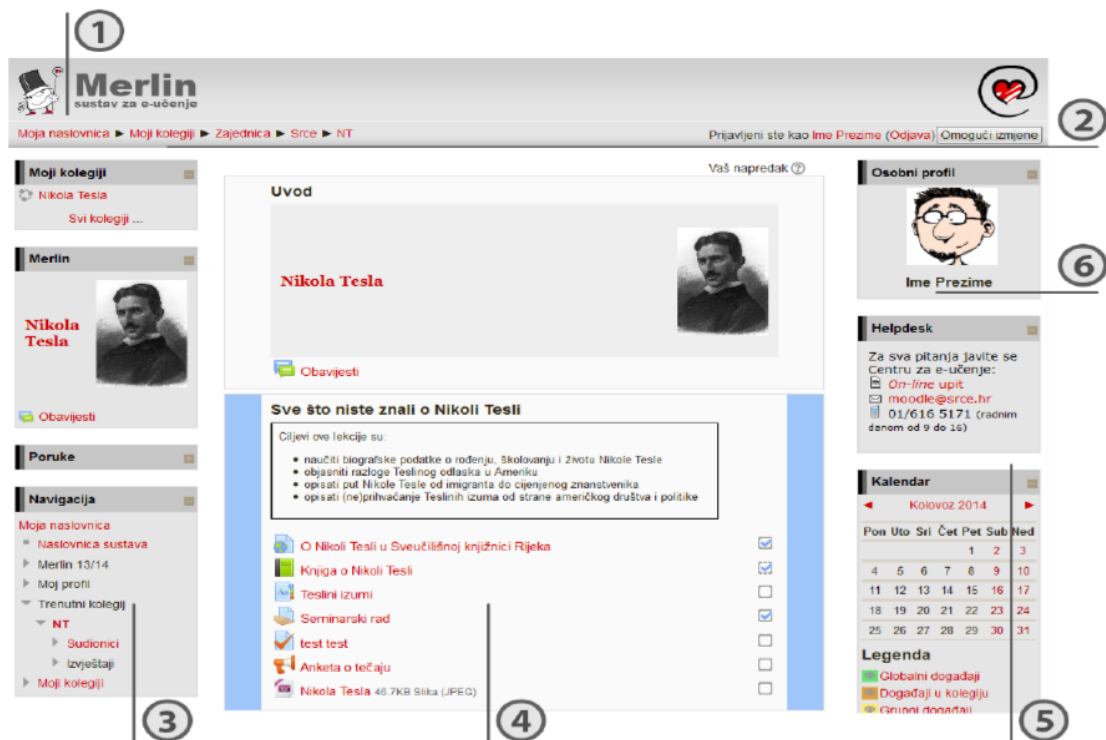 1
Merlin
sustav za e-učenje
2
Moja naslovnica ► Moji kolegiji ► Zajednica ► Srce ► NT
Prijavljeni ste kao Ime Prezime (Odjava) Omogući izmjene
Moji kolegiji
Nikola Tesla
Svi kolegiji ...
Merlin
Nikola
Tesla
Obavijesti
Poruke
Navigacija
Moja naslovnica
Naslovnica sustava
Merlin 13/14
Moj profil
Trenutni kolegij
NT
Sudionici
Izvještaji
Moji kolegiji
3
Vaš napredak
Uvod
Nikola Tesla
Obavijesti
Sve što niste znali o Nikoli Tesli
Ciljevi ove lekcije su:
• naučiti biografske podatke o rođenju, školovanju i životu Nikole Tesle
• objasniti razloge Teslinog odlaska u Ameriku
• opisati put Nikole Tesle od imigranta do cijenjenog znanstvenika
• opisati (ne)prihvaćanje Teslinih izuma od strane američkog društva i politike
O Nikoli Tesli u Sveučilišnoj knjižnici Rijeka
Knjiga o Nikoli Tesli
Teslini izumi
Seminarski rad
test test
Anketa o tečaju
Nikola Tesla 46.7KB Slika (JPEG)
4
Osobni profil
Ime Prezime
6
Helpdesk
Za sva pitanja javite se
Centru za e-učenje:
On-line upit
moodle@srce.hr
01/616 5171 (radnim
danom od 9 do 16)
Kalendar
◄ Kolovoz 2014 ►
Pon Uto Sri Čet Pet Sub Ned
1 2 3
4 5 6 7 8 9 10
11 12 13 14 15 16 17
18 19 20 21 22 23 24
25 26 27 28 29 30 31
Legenda
Globalni događaji
Događaji u kolegiju
Grupni događaji
5